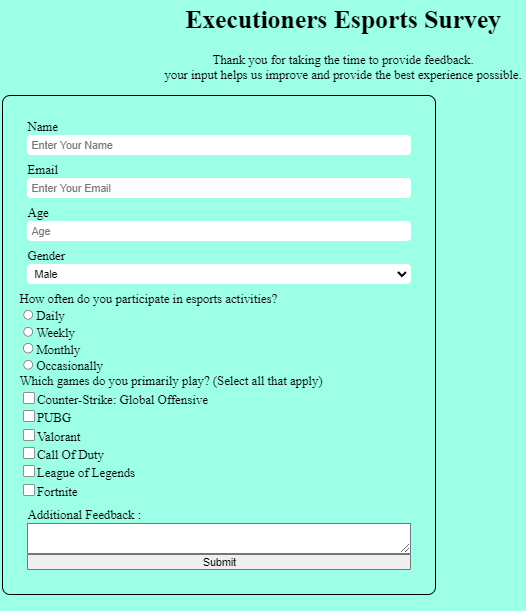 Executioners Esports Survey
Thank you for taking the time to provide feedback.
your input helps us improve and provide the best experience possible.
Name
Enter Your Name
Email
Enter Your Email
Age
Age
Gender
Male
How often do you participate in esports activities?
Daily
Weekly
Monthly
Occasionally
Which games do you primarily play? (Select all that apply)
Counter-Strike: Global Offensive
PUBG
Valorant
Call Of Duty
League of Legends
Fortnite
Additional Feedback :
Submit